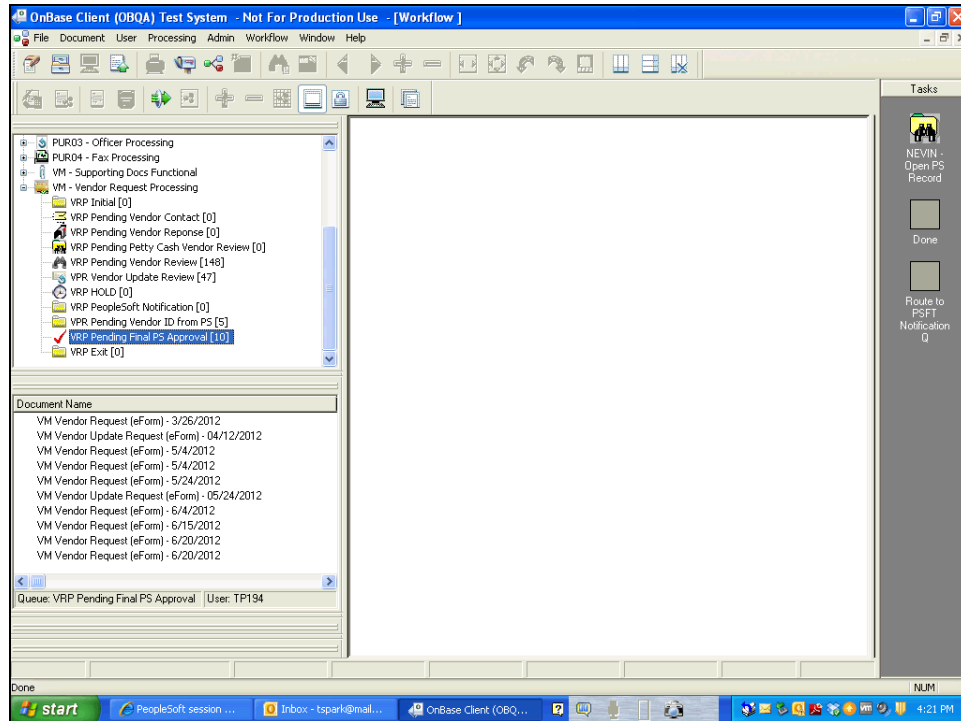 OnBase Client (OBQA) Test System - Not For Production Use - [Workflow ]
File Document User Processing Admin Workflow Window Help
Tasks
NEVIN -
Open PS
Record
Done
Route to
PSFT
Notification
Q
PUR03 - Officer Processing
PUR04 - Fax Processing
VM - Supporting Docs Functional
VM - Vendor Request Processing
VRP Initial [0]
VRP Pending Vendor Contact [0]
VRP Pending Vendor Reponse [0]
VRP Pending Petty Cash Vendor Review [0]
VRP Pending Vendor Review [148]
VPR Vendor Update Review [47]
VRP HOLD [0]
VRP PeopleSoft Notification [0]
VPR Pending Vendor ID from PS [5]
VRP Pending Final PS Approval [10]
VRP Exit [0]
Document Name
VM Vendor Request (eForm) - 3/26/2012
VM Vendor Update Request (eForm) - 04/12/2012
VM Vendor Request (eForm) - 5/4/2012
VM Vendor Request (eForm) - 5/4/2012
VM Vendor Request (eForm) - 5/24/2012
VM Vendor Update Request (eForm) - 05/24/2012
VM Vendor Request (eForm) - 6/4/2012
VM Vendor Request (eForm) - 6/15/2012
VM Vendor Request (eForm) - 6/20/2012
VM Vendor Request (eForm) - 6/20/2012
Queue: VRP Pending Final PS Approval User: TP194
Done NUM
start PeopleSoft session ... Inbox - tspark@mail... OnBase Client (OBQ... 4:21 PM